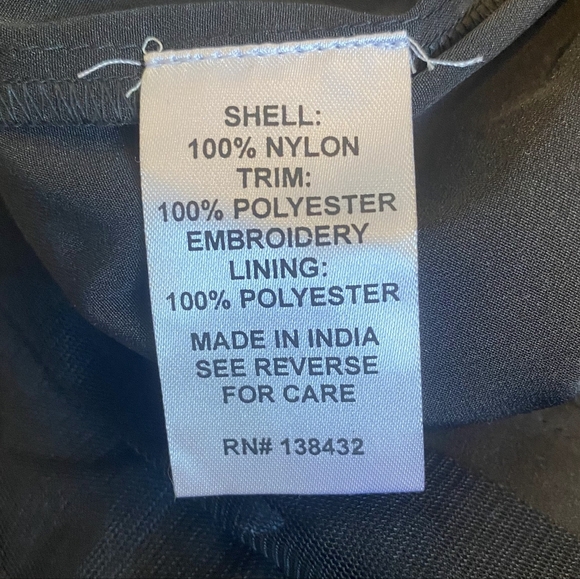 SHELL:
100% NYLON
TRIM:
100% POLYESTER
EMBROIDERY
LINING:
100% POLYESTER
MADE IN INDIA
SEE REVERSE
FOR CARE
RN# 138432